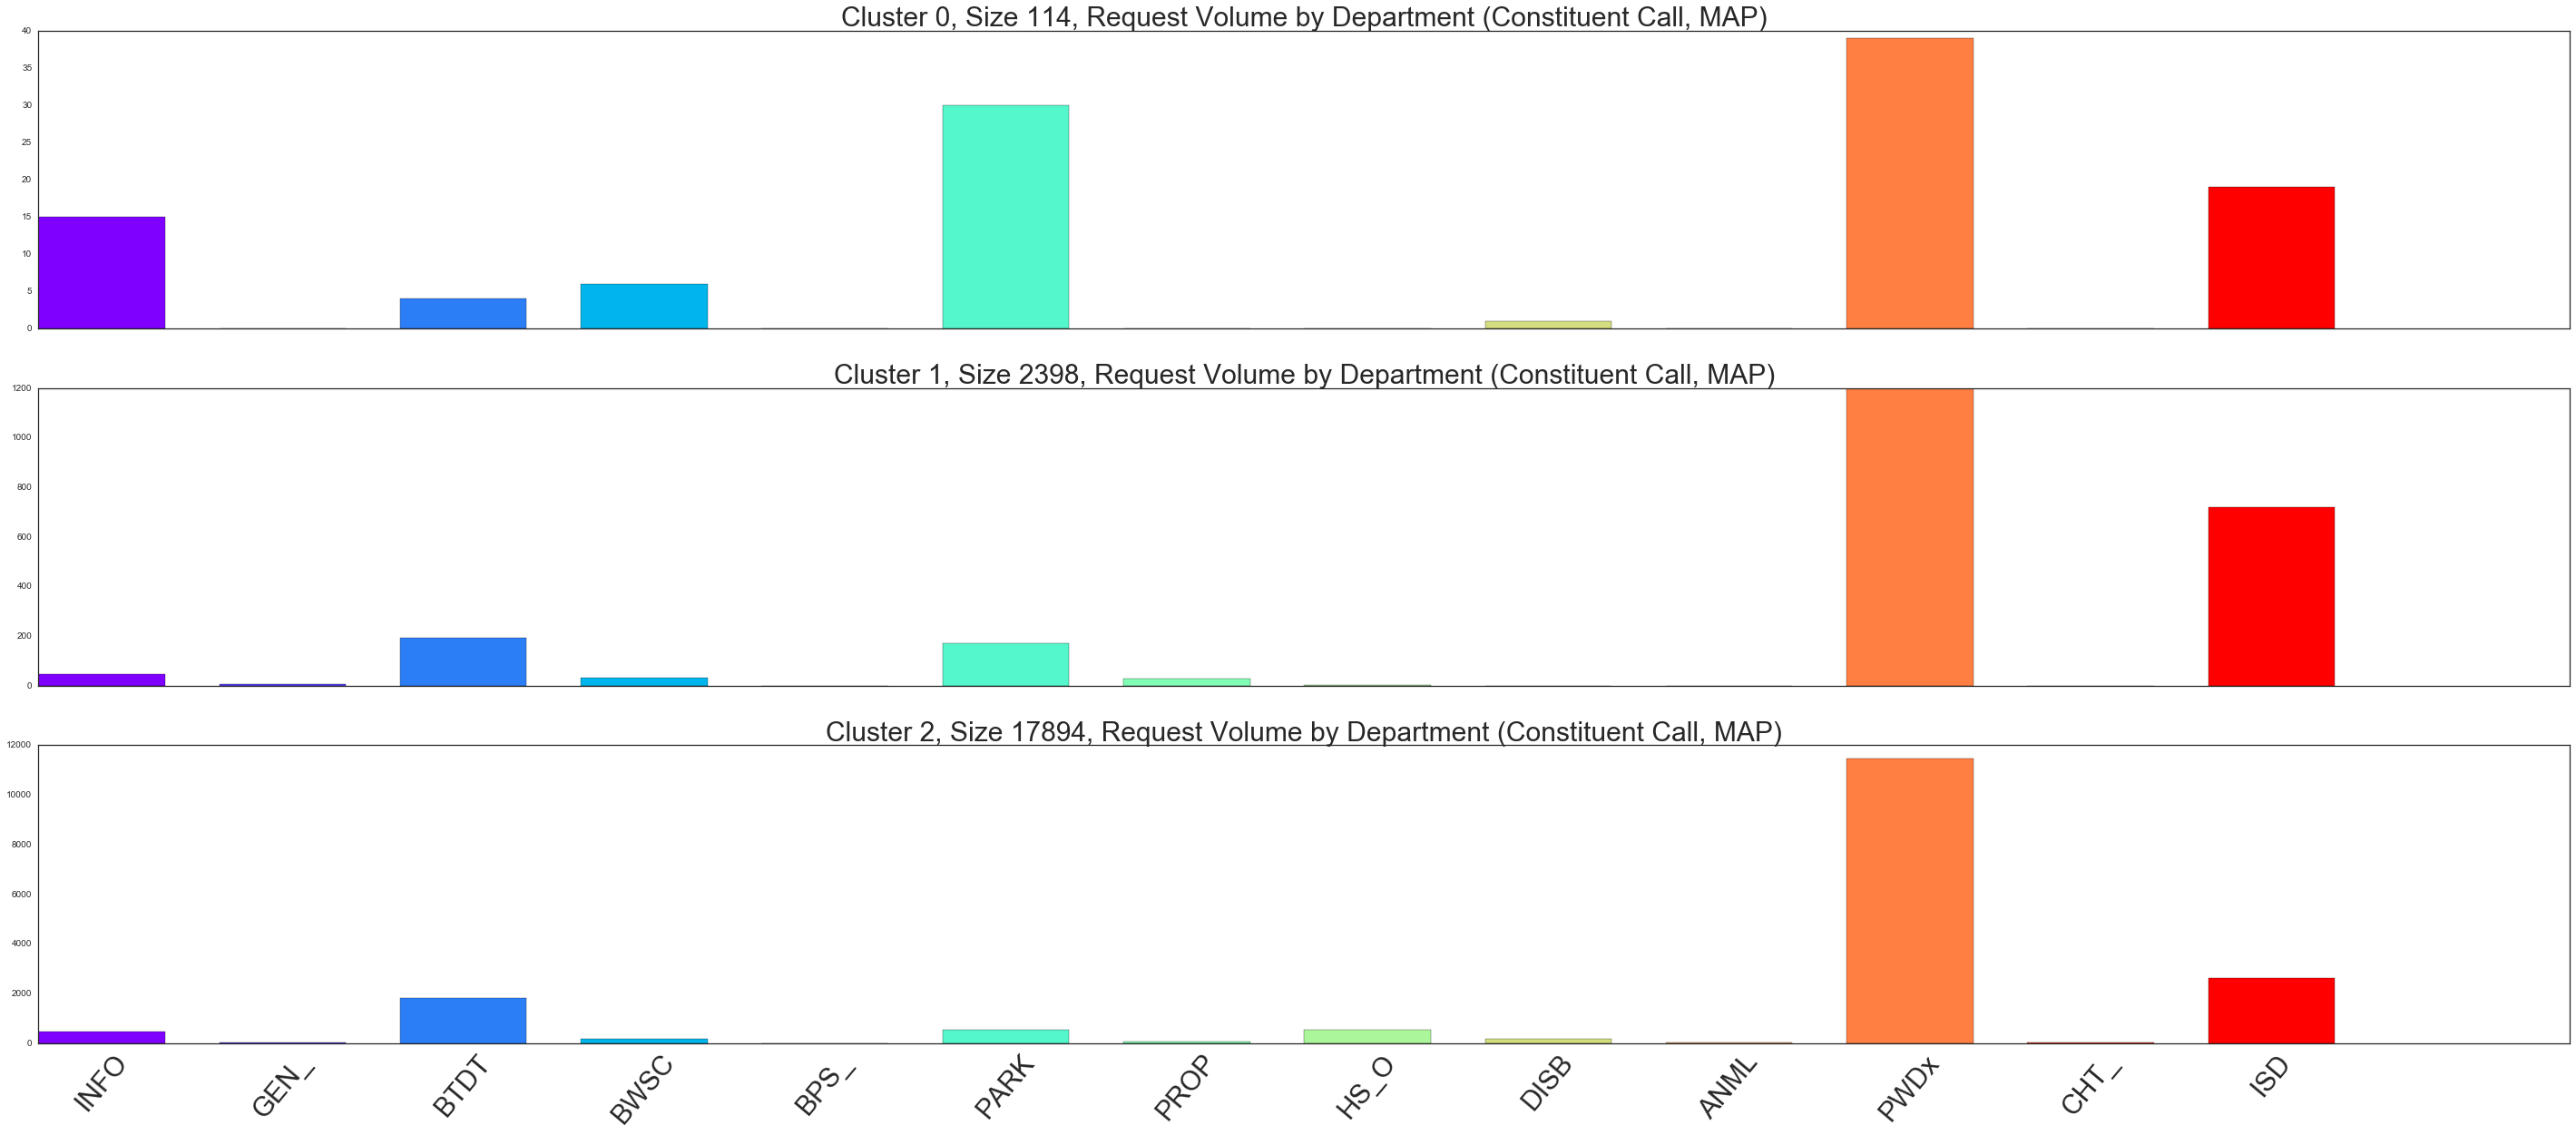 Cluster 0, Size 114, Request Volume by Department (Constituent Call, MAP)
40
35
30
25
20
15
10
5
0
Cluster 1, Size 2398, Request Volume by Department (Constituent Call, MAP)
1200
1000
800
600
400
200
0
Cluster 2, Size 17894, Request Volume by Department (Constituent Call, MAP)
12000
10000
8000
6000
4000
2000
0
INFO
GEN_
BTDT
BWSC
BPS_
PARK
PROP
HS_O
DISB
ANML
PWDx
CHT_
ISD